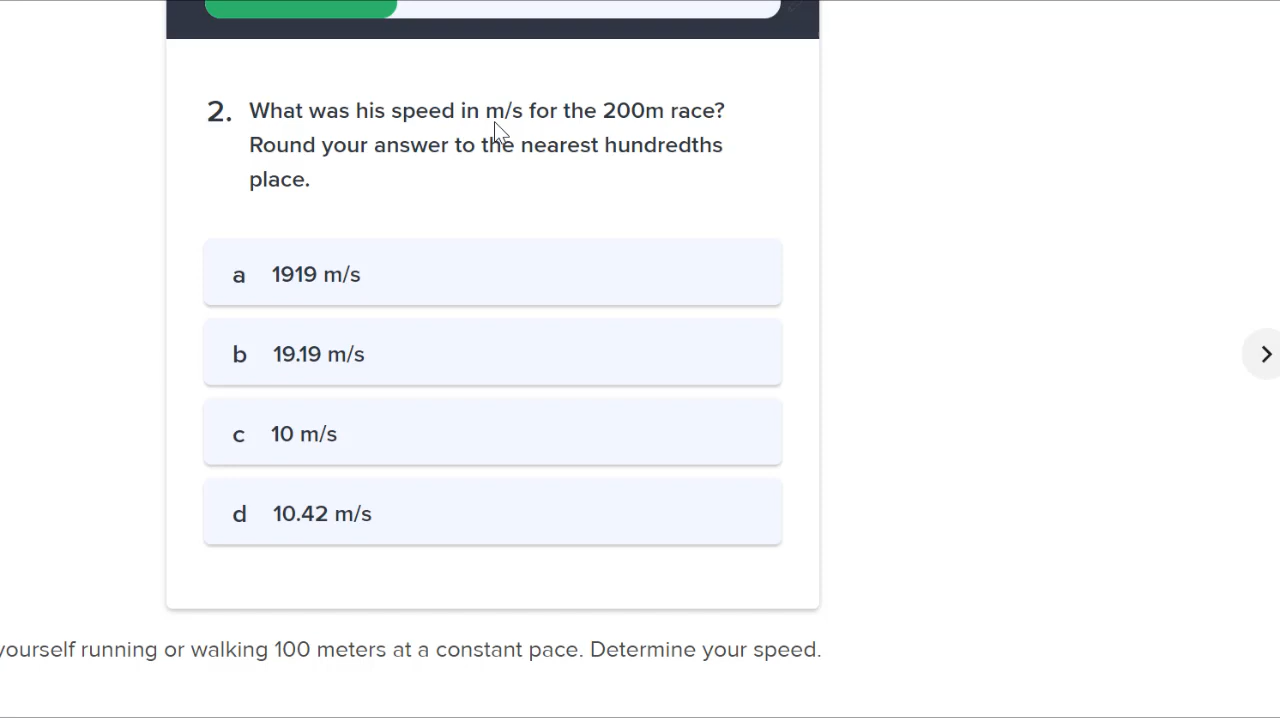 2. What was his speed in m/s for the 200m race?
Round your answer to the nearest hundredths
place.
a 1919 m/s
b 19.19 m/s
c 10 m/s
d 10.42 m/s
yourself running or walking 100 meters at a constant pace. Determine your speed.